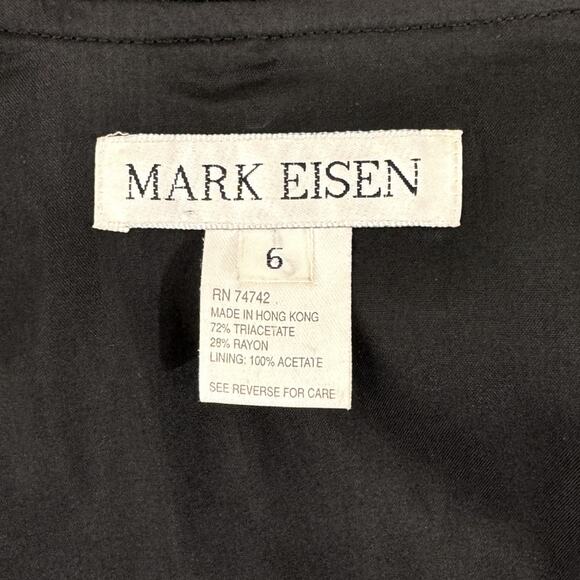 MARK EISEN
6
RN 74742
MADE IN HONG KONG
72% TRIACETATE
28% RAYON
LINING: 100% ACETATE
SEE REVERSE FOR CARE